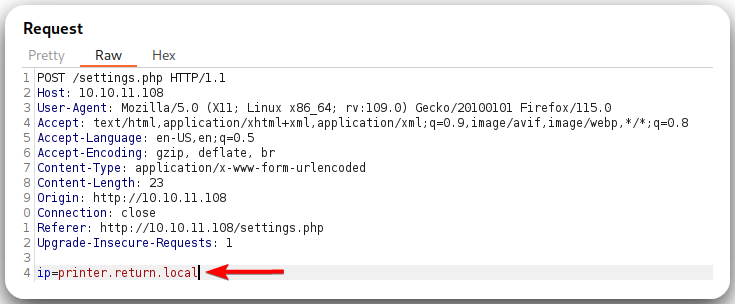 Request
Pretty Raw Hex
1 POST /settings.php HTTP/1.1
2 Host: 10.10.11.108
3 User-Agent: Mozilla/5.0 (X11; Linux x86_64; rv:109.0) Gecko/20100101 Firefox/115.0
4 Accept: text/html,application/xhtml+xml,application/xml;q=0.9,image/avif,image/webp,*/*;q=0.8
5 Accept-Language: en-US,en;q=0.5
6 Accept-Encoding: gzip, deflate, br
7 Content-Type: application/x-www-form-urlencoded
8 Content-Length: 23
9 Origin: http://10.10.11.108
0 Connection: close
1 Referer: http://10.10.11.108/settings.php
2 Upgrade-Insecure-Requests: 1
3
4 ip=printer.return.local